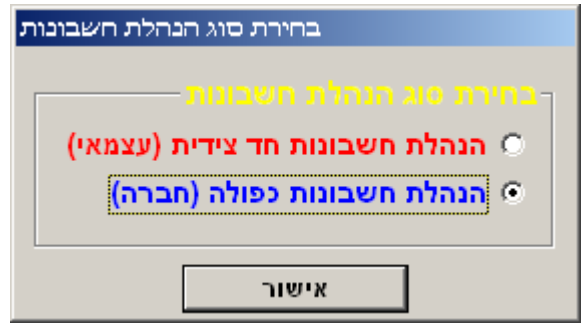 בחירת סוג הנהלת חשבונות
בחירת סוג הנהלת חשבונות
הנהלת חשבונות חד צידית (עצמאי)
הנהלת חשבונות כפולה (חברה)
אישור